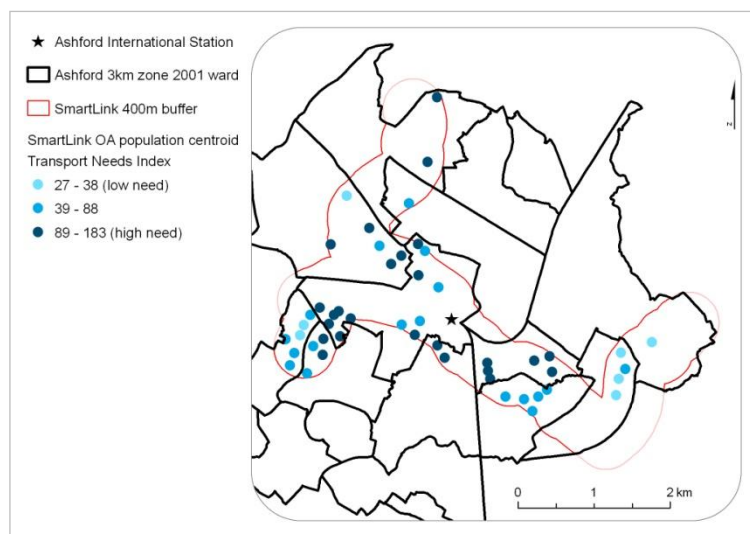 Ashford International Station
Ashford 3km zone 2001 ward
SmartLink 400m buffer
SmartLink OA population centroid
Transport Needs Index
27 - 38 (low need)
39 - 88
89 - 183 (high need)
z
0 1 2 km